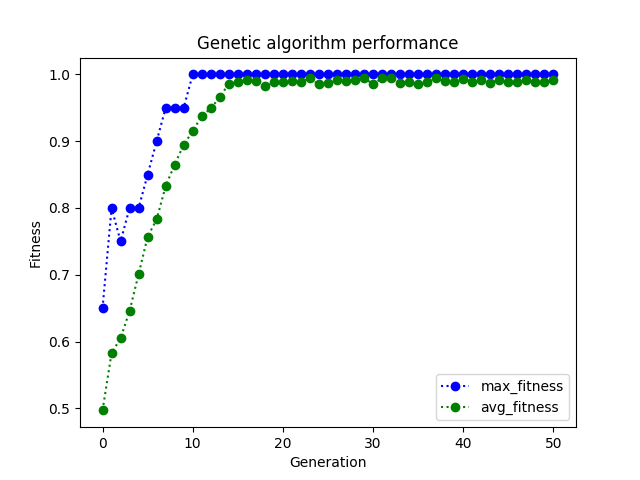 Genetic algorithm performance
1.0
0.9
0.8
0.7
0.6
0.5
Fitness
0 10 20 30 40 50
Generation
max_fitness
avg_fitness